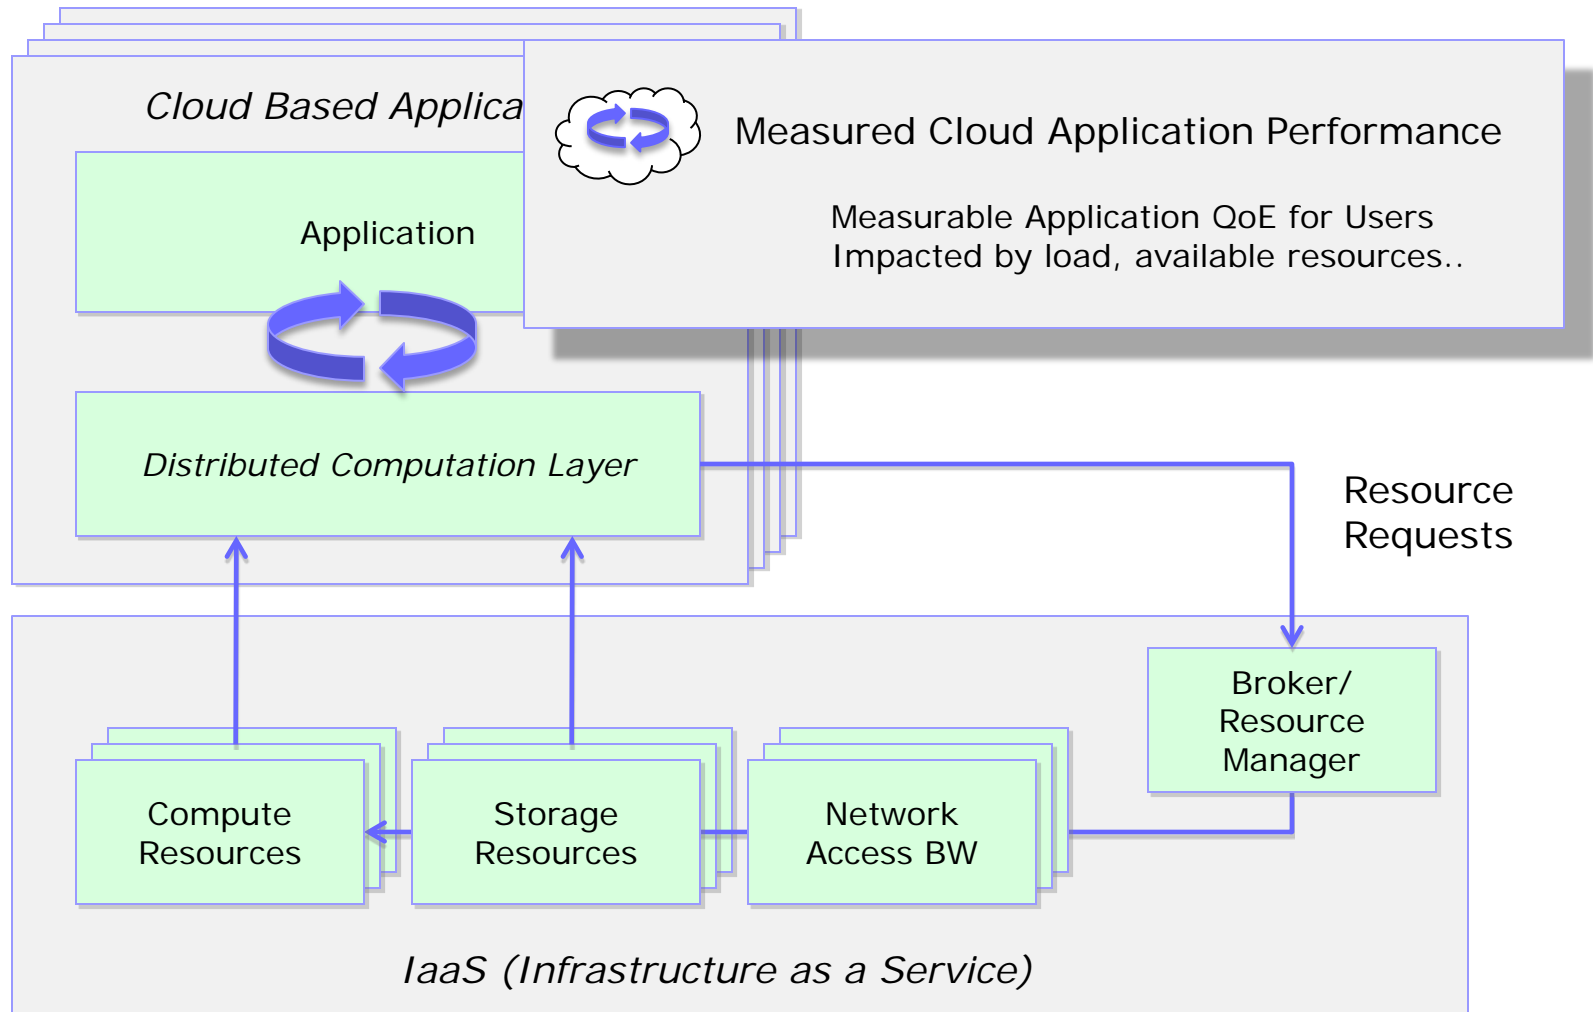 Cloud Based Applica
Measured Cloud Application Performance
Measurable Application QoE for Users
Impacted by load, available resources..
Application
Distributed Computation Layer
Resource
Requests
Broker/
Resource
Manager
Compute
Resources
Storage
Resources
Network
Access BW
IaaS (Infrastructure as a Service)